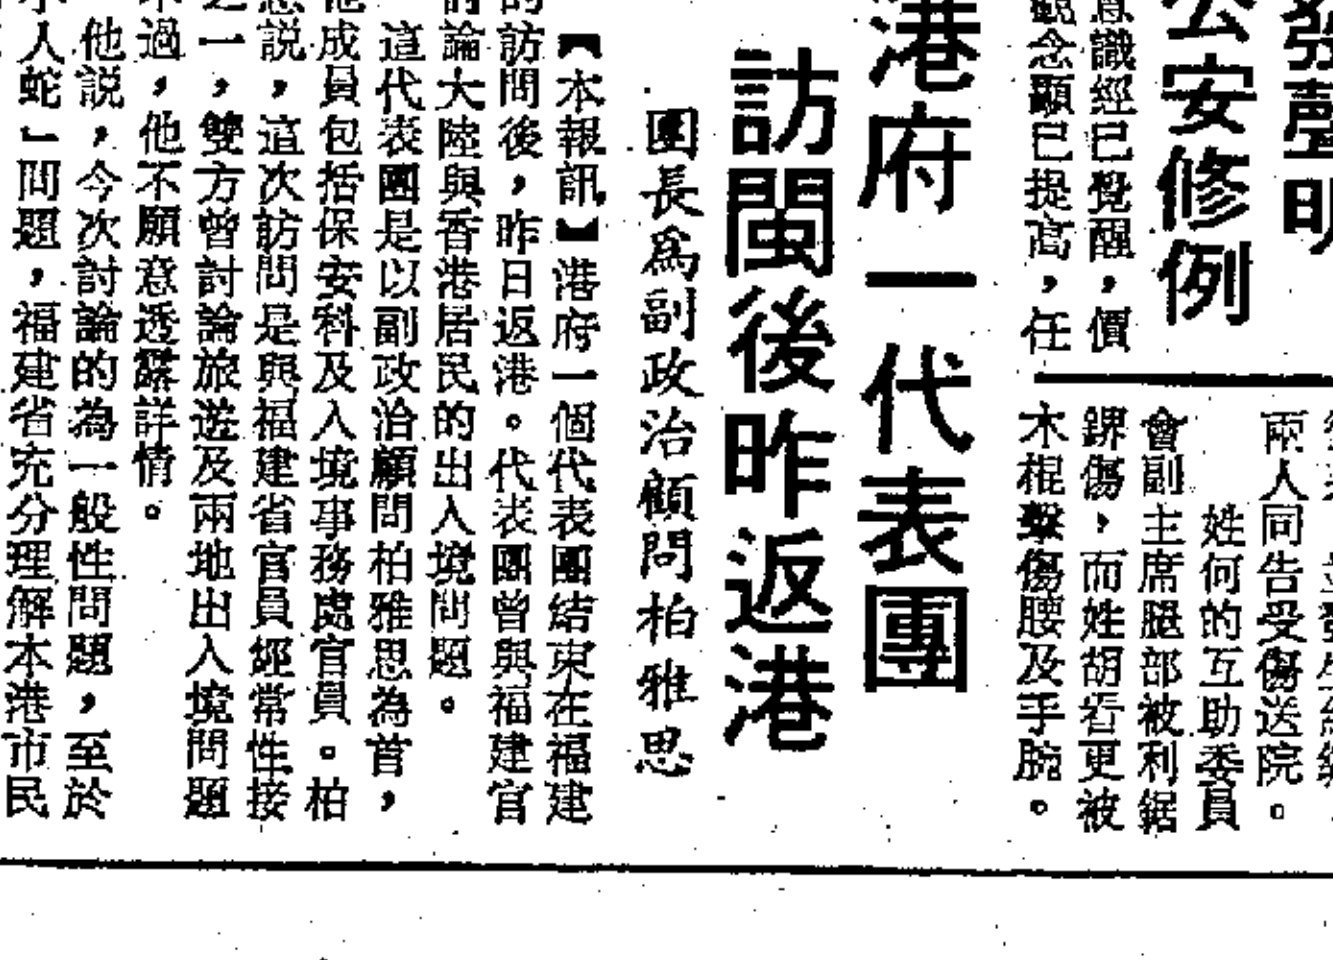 發聲明
公安修例
意識經已覺醒，價
觀念顯已提高，任
兩人同告受傷送院。
姓何的互助委員
會副主席腿部被利鋸
鎅傷，而姓胡看更被
木棍擊傷腰及手腕。
港府一代表團
訪閩後昨返港
團長為副政治顧問柏雅思
【本報訊】港府一個代表團結束在福建
的訪問後，昨日返港。代表團曾與福建官
討論大陸與香港居民的出入境問題。
這代表團是以副政治顧問柏雅思為首，
他成員包括保安科及入境事務處官員。柏
思說，這次訪問是與福建省官員經常性接
之一，雙方曾討論旅遊及兩地出入境問題
不過，他不願意透露詳情。
他說，今次討論的為一般性問題，至於
人蛇」問題，福建省充分理解本港市民